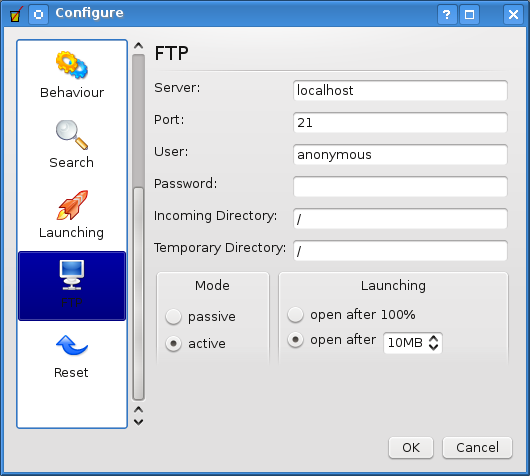 Configure
Behaviour
Search
Launching
FTP
Reset
FTP
Server: localhost
Port: 21
User: anonymous
Password:
Incoming Directory: /
Temporary Directory: /
Mode
passive
active
Launching
open after 100%
open after 10MB
OK Cancel